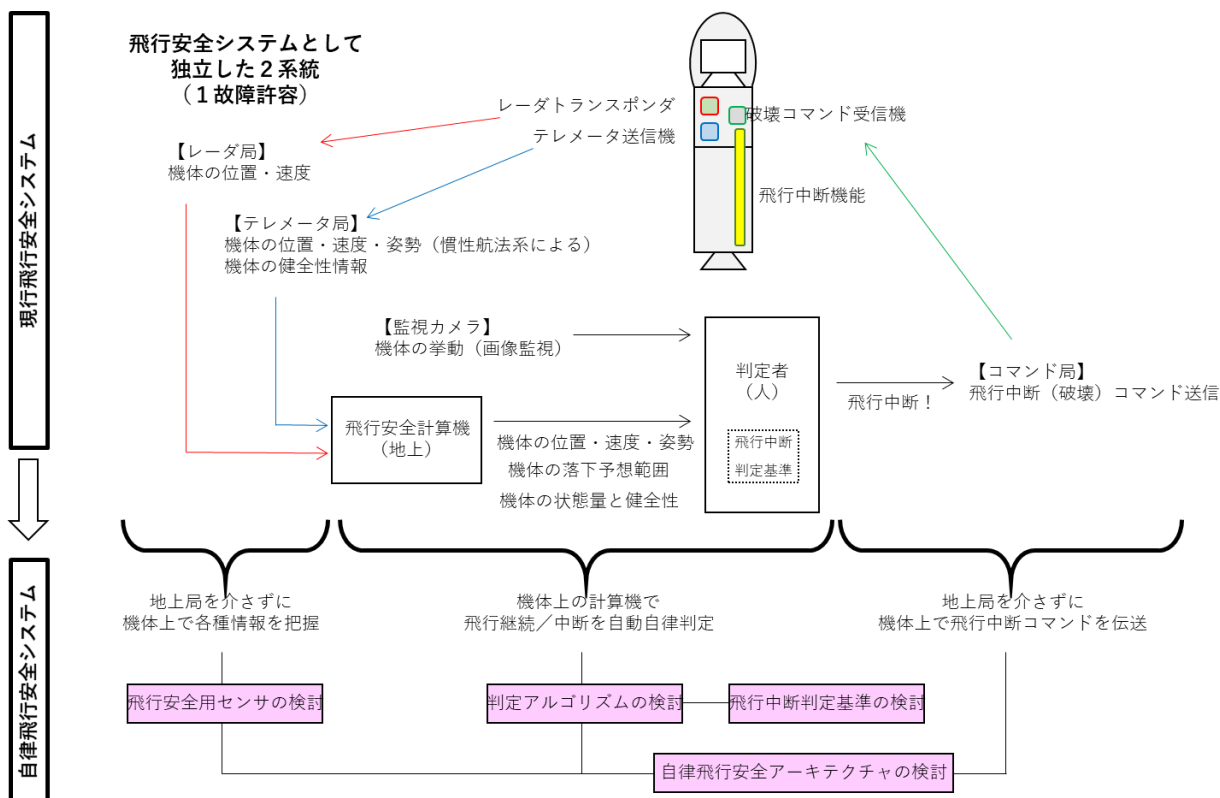 現行飛行安全システム
飛行安全システムとして
独立した２系統
（１故障許容）
レーダトランスポンダ
テレメータ送信機
破壊コマンド受信機
飛行中断機能
【レーダ局】
機体の位置・速度
【テレメータ局】
機体の位置・速度・姿勢（慣性航法系による）
機体の健全性情報
【監視カメラ】
機体の挙動（画像監視）
飛行安全計算機
（地上）
機体の位置・速度・姿勢
機体の落下予想範囲
機体の状態量と健全性
判定者
（人）
飛行中断
判定基準
飛行中断！
【コマンド局】
飛行中断（破壊）コマンド送信
自律飛行安全システム
地上局を介さずに
機体上で各種情報を把握
機体上の計算機で
飛行継続／中断を自動自律判定
地上局を介さずに
機体上で飛行中断コマンドを伝送
飛行安全用センサの検討
判定アルゴリズムの検討
飛行中断判定基準の検討
自律飛行安全アーキテクチャの検討